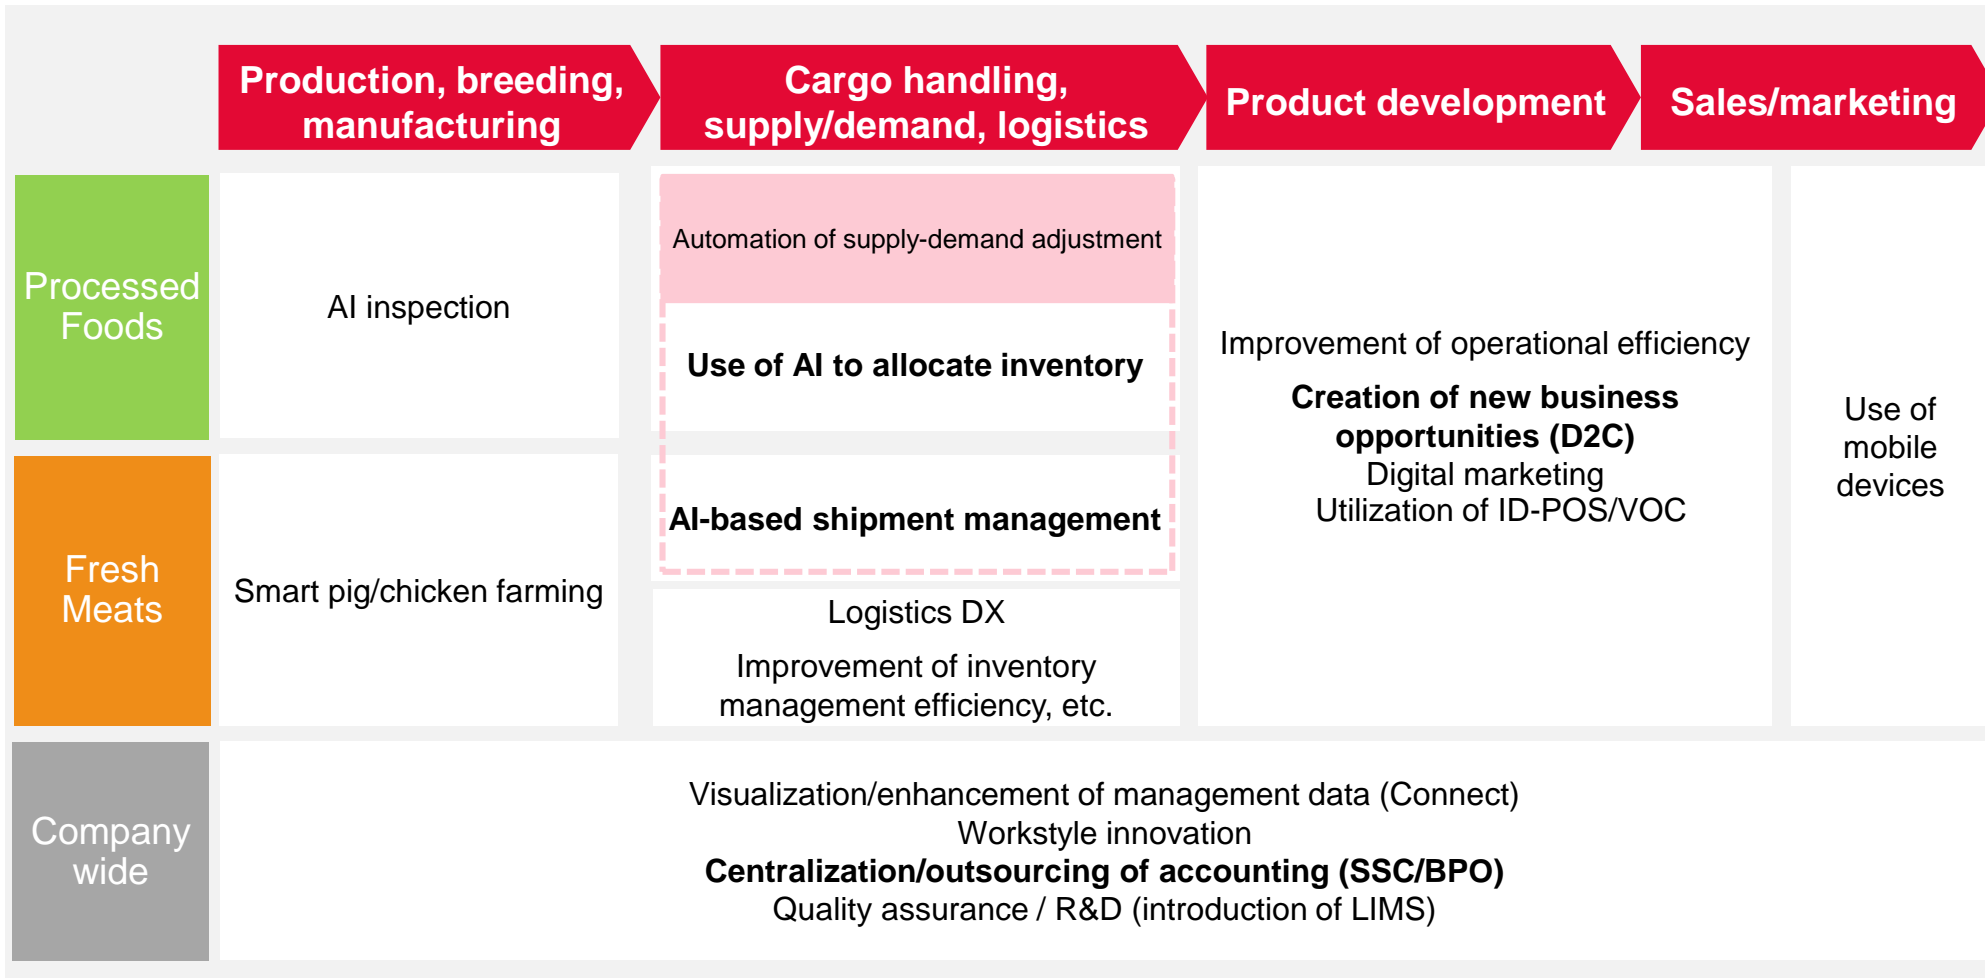 Production, breeding,
manufacturing
Cargo handling,
supply/demand, logistics
Product development
Sales/marketing
Processed
Foods
AI inspection
Automation of supply-demand adjustment
Use of AI to allocate inventory
Improvement of operational efficiency
Creation of new business
opportunities (D2C)
Digital marketing
Utilization of ID-POS/VOC
Use of
mobile
devices
Fresh
Meats
Smart pig/chicken farming
AI-based shipment management
Logistics DX
Improvement of inventory
management efficiency, etc.
Company
wide
Visualization/enhancement of management data (Connect)
Workstyle innovation
Centralization/outsourcing of accounting (SSC/BPO)
Quality assurance / R&D (introduction of LIMS)